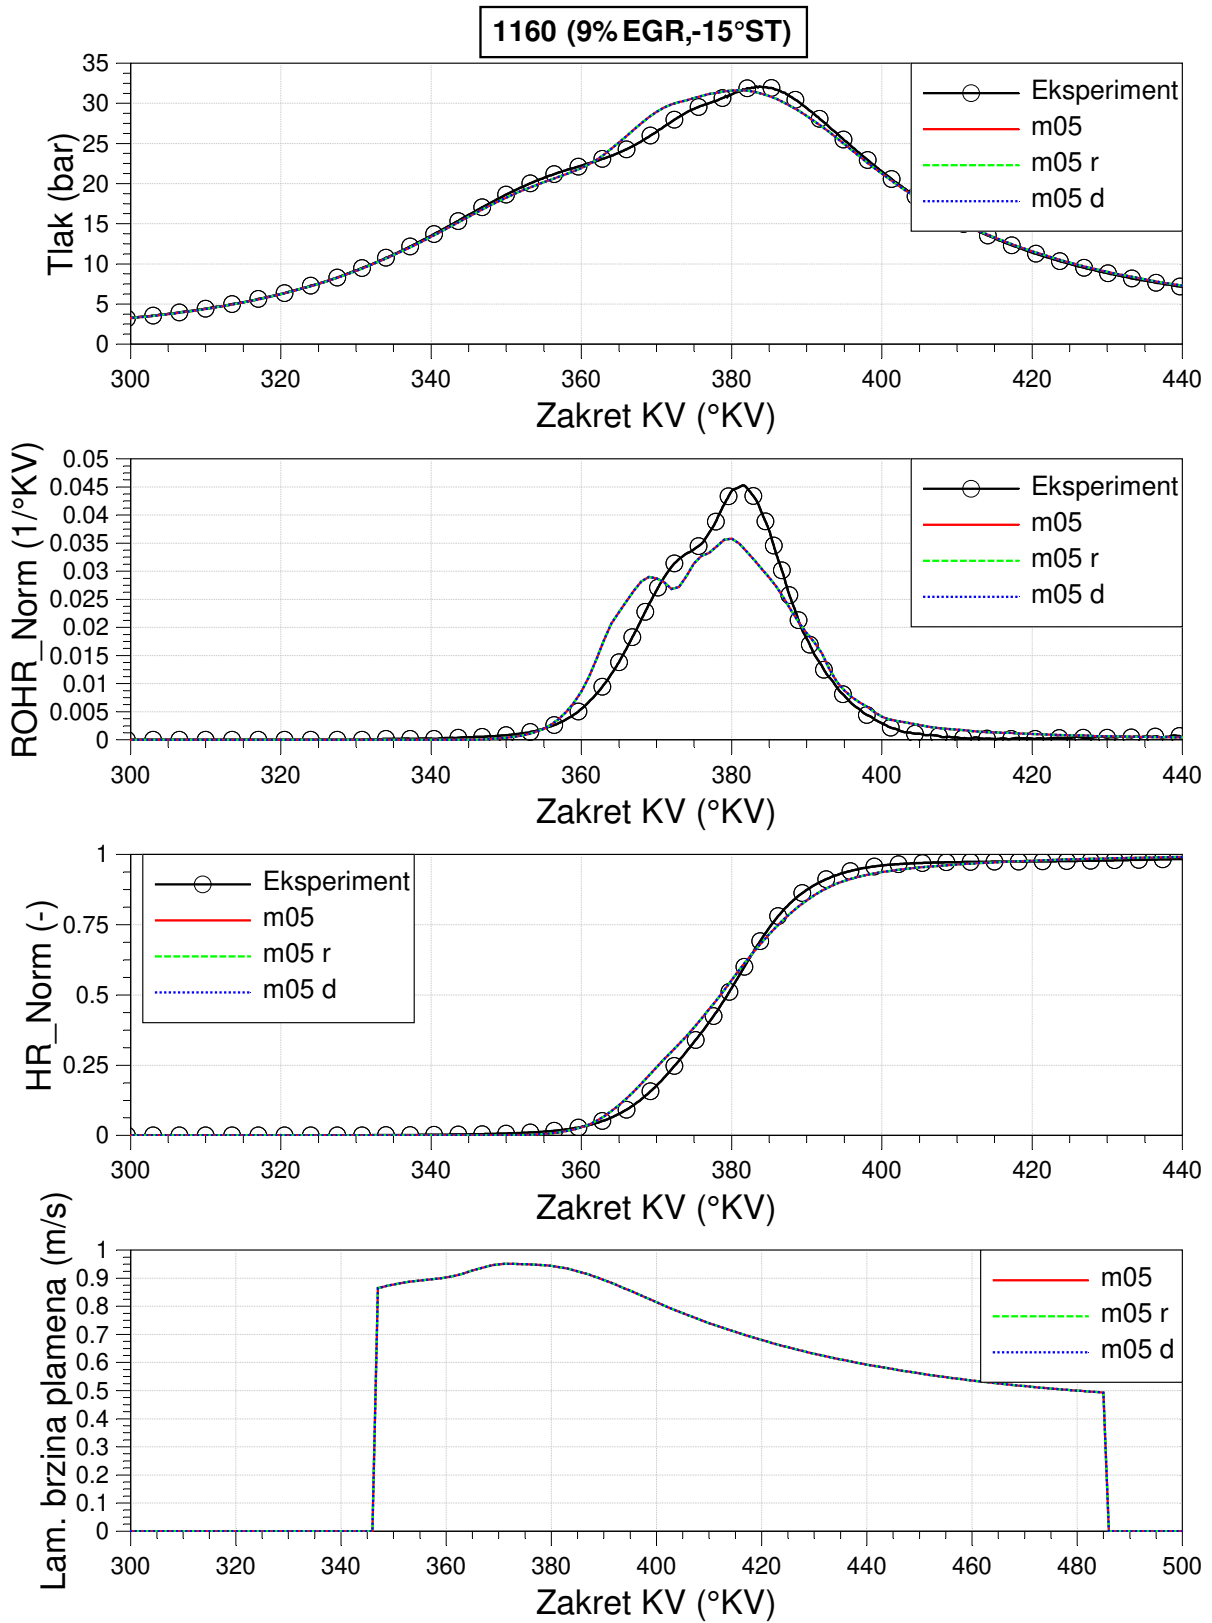 1160 (9% EGR,-15°ST)
35
30
25
20
15
10
5
0
Tlak (bar)
Eksperiment
m05
m05 r
m05 d
300 320 340 360 380 400 420 440
Zakret KV (°KV)
0.05
0.045
0.04
0.035
0.03
0.025
0.02
0.015
0.01
0.005
0
ROHR_Norm (1/°KV)
Eksperiment
m05
m05 r
m05 d
300 320 340 360 380 400 420 440
Zakret KV (°KV)
1
0.75
0.5
0.25
0
HR_Norm (-)
Eksperiment
m05
m05 r
m05 d
300 320 340 360 380 400 420 440
Zakret KV (°KV)
1
0.9
0.8
0.7
0.6
0.5
0.4
0.3
0.2
0.1
0
Lam. brzina plamena (m/s)
m05
m05 r
m05 d
300 320 340 360 380 400 420 440 460 480 500
Zakret KV (°KV)